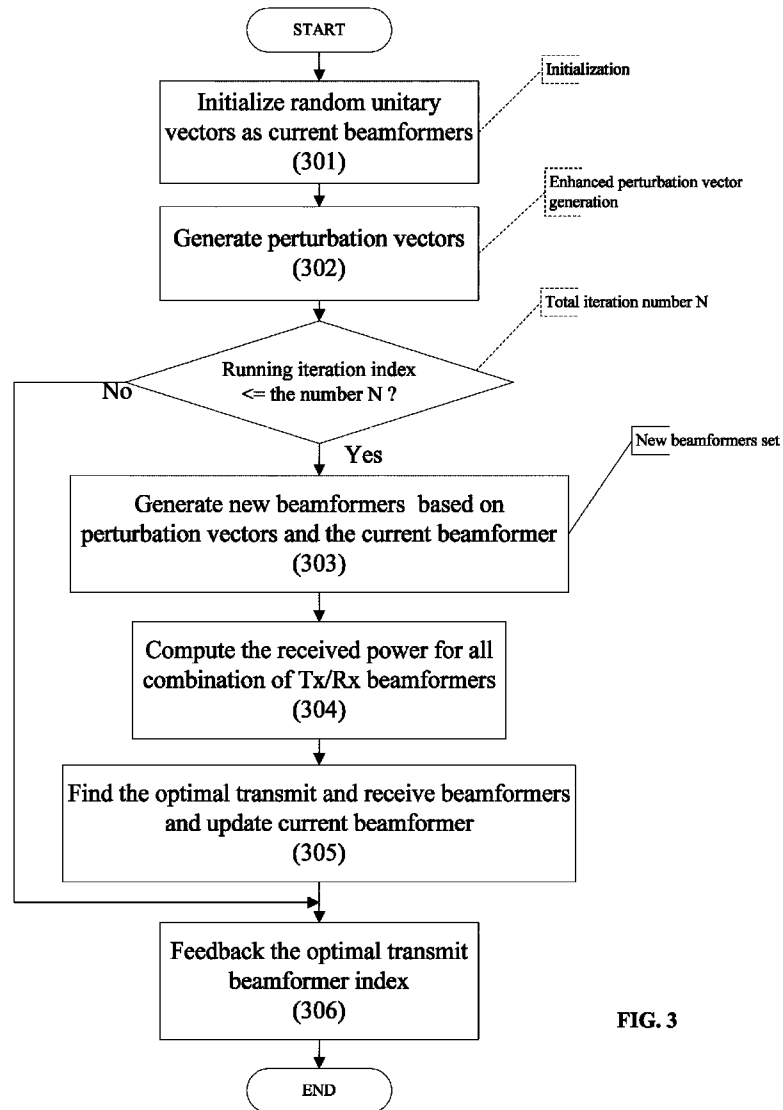 START
Initialize random unitary
vectors as current beamformers
(301)
Initialization
Generate perturbation vectors
(302)
Enhanced perturbation vector
generation
Running iteration index
<= the number N ?
Total iteration number N
No
Yes
Generate new beamformers based on
perturbation vectors and the current beamformer
(303)
New beamformers set
Compute the received power for all
combination of Tx/Rx beamformers
(304)
Find the optimal transmit and receive beamformers
and update current beamformer
(305)
Feedback the optimal transmit
beamformer index
(306)
FIG. 3
END